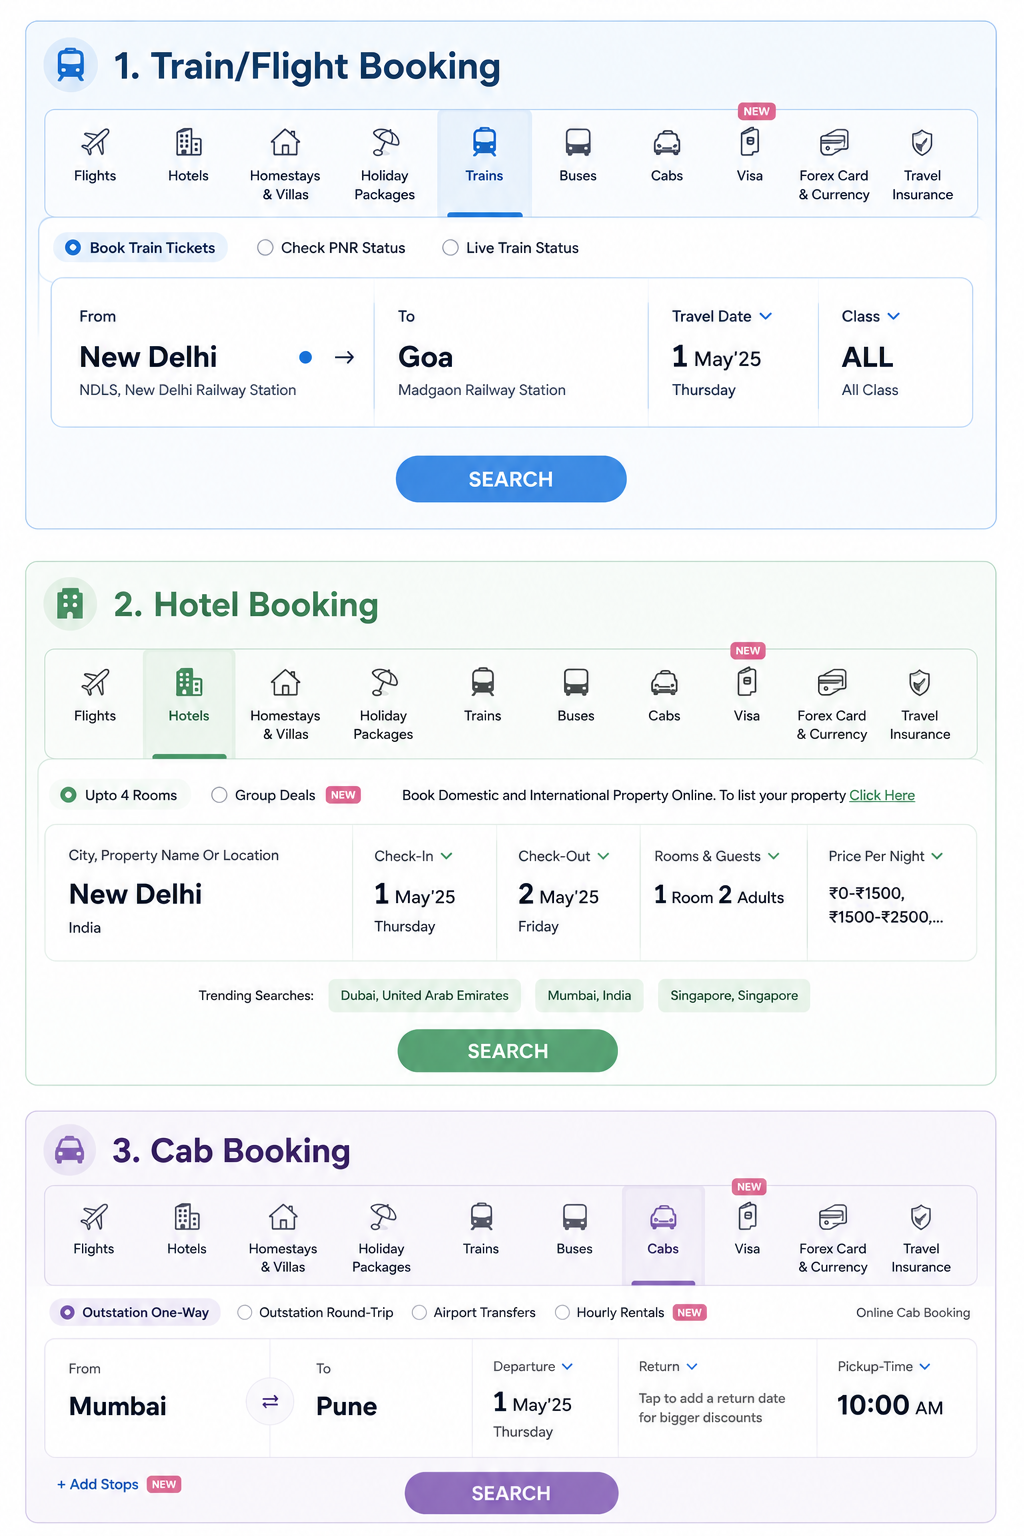 1. Train/Flight Booking
NEW
Flights Hotels Homestays Holiday Trains Buses Cabs Visa Forex Card Travel
& Villas Packages & Currency Insurance
Book Train Tickets Check PNR Status Live Train Status
From To Travel Date Class
New Delhi Goa 1 May'25 ALL
NDLS, New Delhi Railway Station Madgaon Railway Station Thursday All Class
SEARCH
2. Hotel Booking
NEW
Flights Hotels Homestays Holiday Trains Buses Cabs Visa Forex Card Travel
& Villas Packages & Currency Insurance
Upto 4 Rooms Group Deals NEW Book Domestic and International Property Online. To list your property Click Here
City, Property Name Or Location Check-In Check-Out Rooms & Guests Price Per Night
New Delhi 1 May'25 2 May'25 1 Room 2 Adults ₹0-₹1500,
₹1500-₹2500,...
India Thursday Friday
Trending Searches: Dubai, United Arab Emirates Mumbai, India Singapore, Singapore
SEARCH
3. Cab Booking
NEW
Flights Hotels Homestays Holiday Trains Buses Cabs Visa Forex Card Travel
& Villas Packages & Currency Insurance
Outstation One-Way Outstation Round-Trip Airport Transfers Hourly Rentals NEW Online Cab Booking
From To Departure Return Pickup-Time
Mumbai Pune 1 May'25 Tap to add a return date 10:00 AM
for bigger discounts
Thursday
+ Add Stops NEW
SEARCH